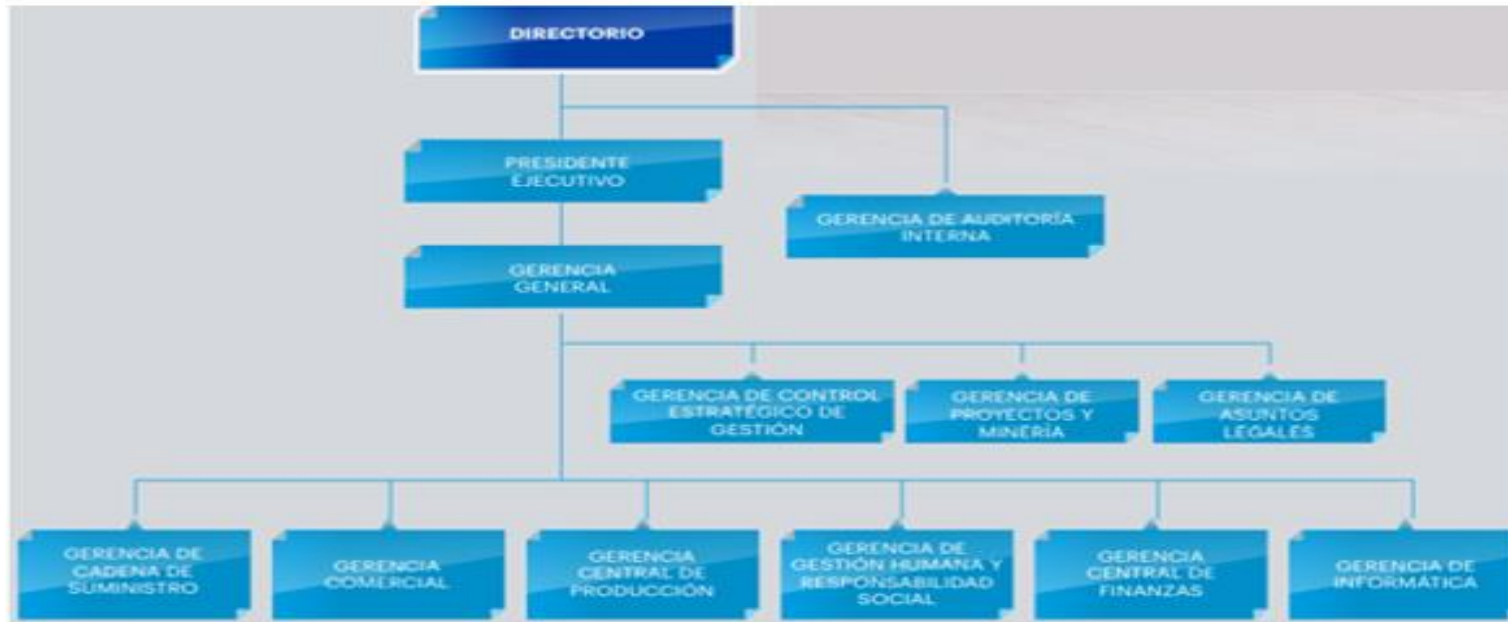 DIRECTORIO
PRESIDENTE
EJECUTIVO
GERENCIA DE AUDITORÍA
INTERNA
GERENCIA
GENERAL
GERENCIA DE CONTROL
ESTRATÉGICO DE
GESTIÓN
GERENCIA DE
PROYECTOS Y
MINERÍA
GERENCIA DE
ASUNTOS
LEGALES
GERENCIA DE
CADENA DE
SUMINISTRO
GERENCIA
COMERCIAL
GERENCIA
CENTRAL DE
PRODUCCIÓN
GERENCIA DE
GESTIÓN HUMANA Y
RESPONSABILIDAD
SOCIAL
GERENCIA
CENTRAL DE
FINANZAS
GERENCIA DE
INFORMÁTICA